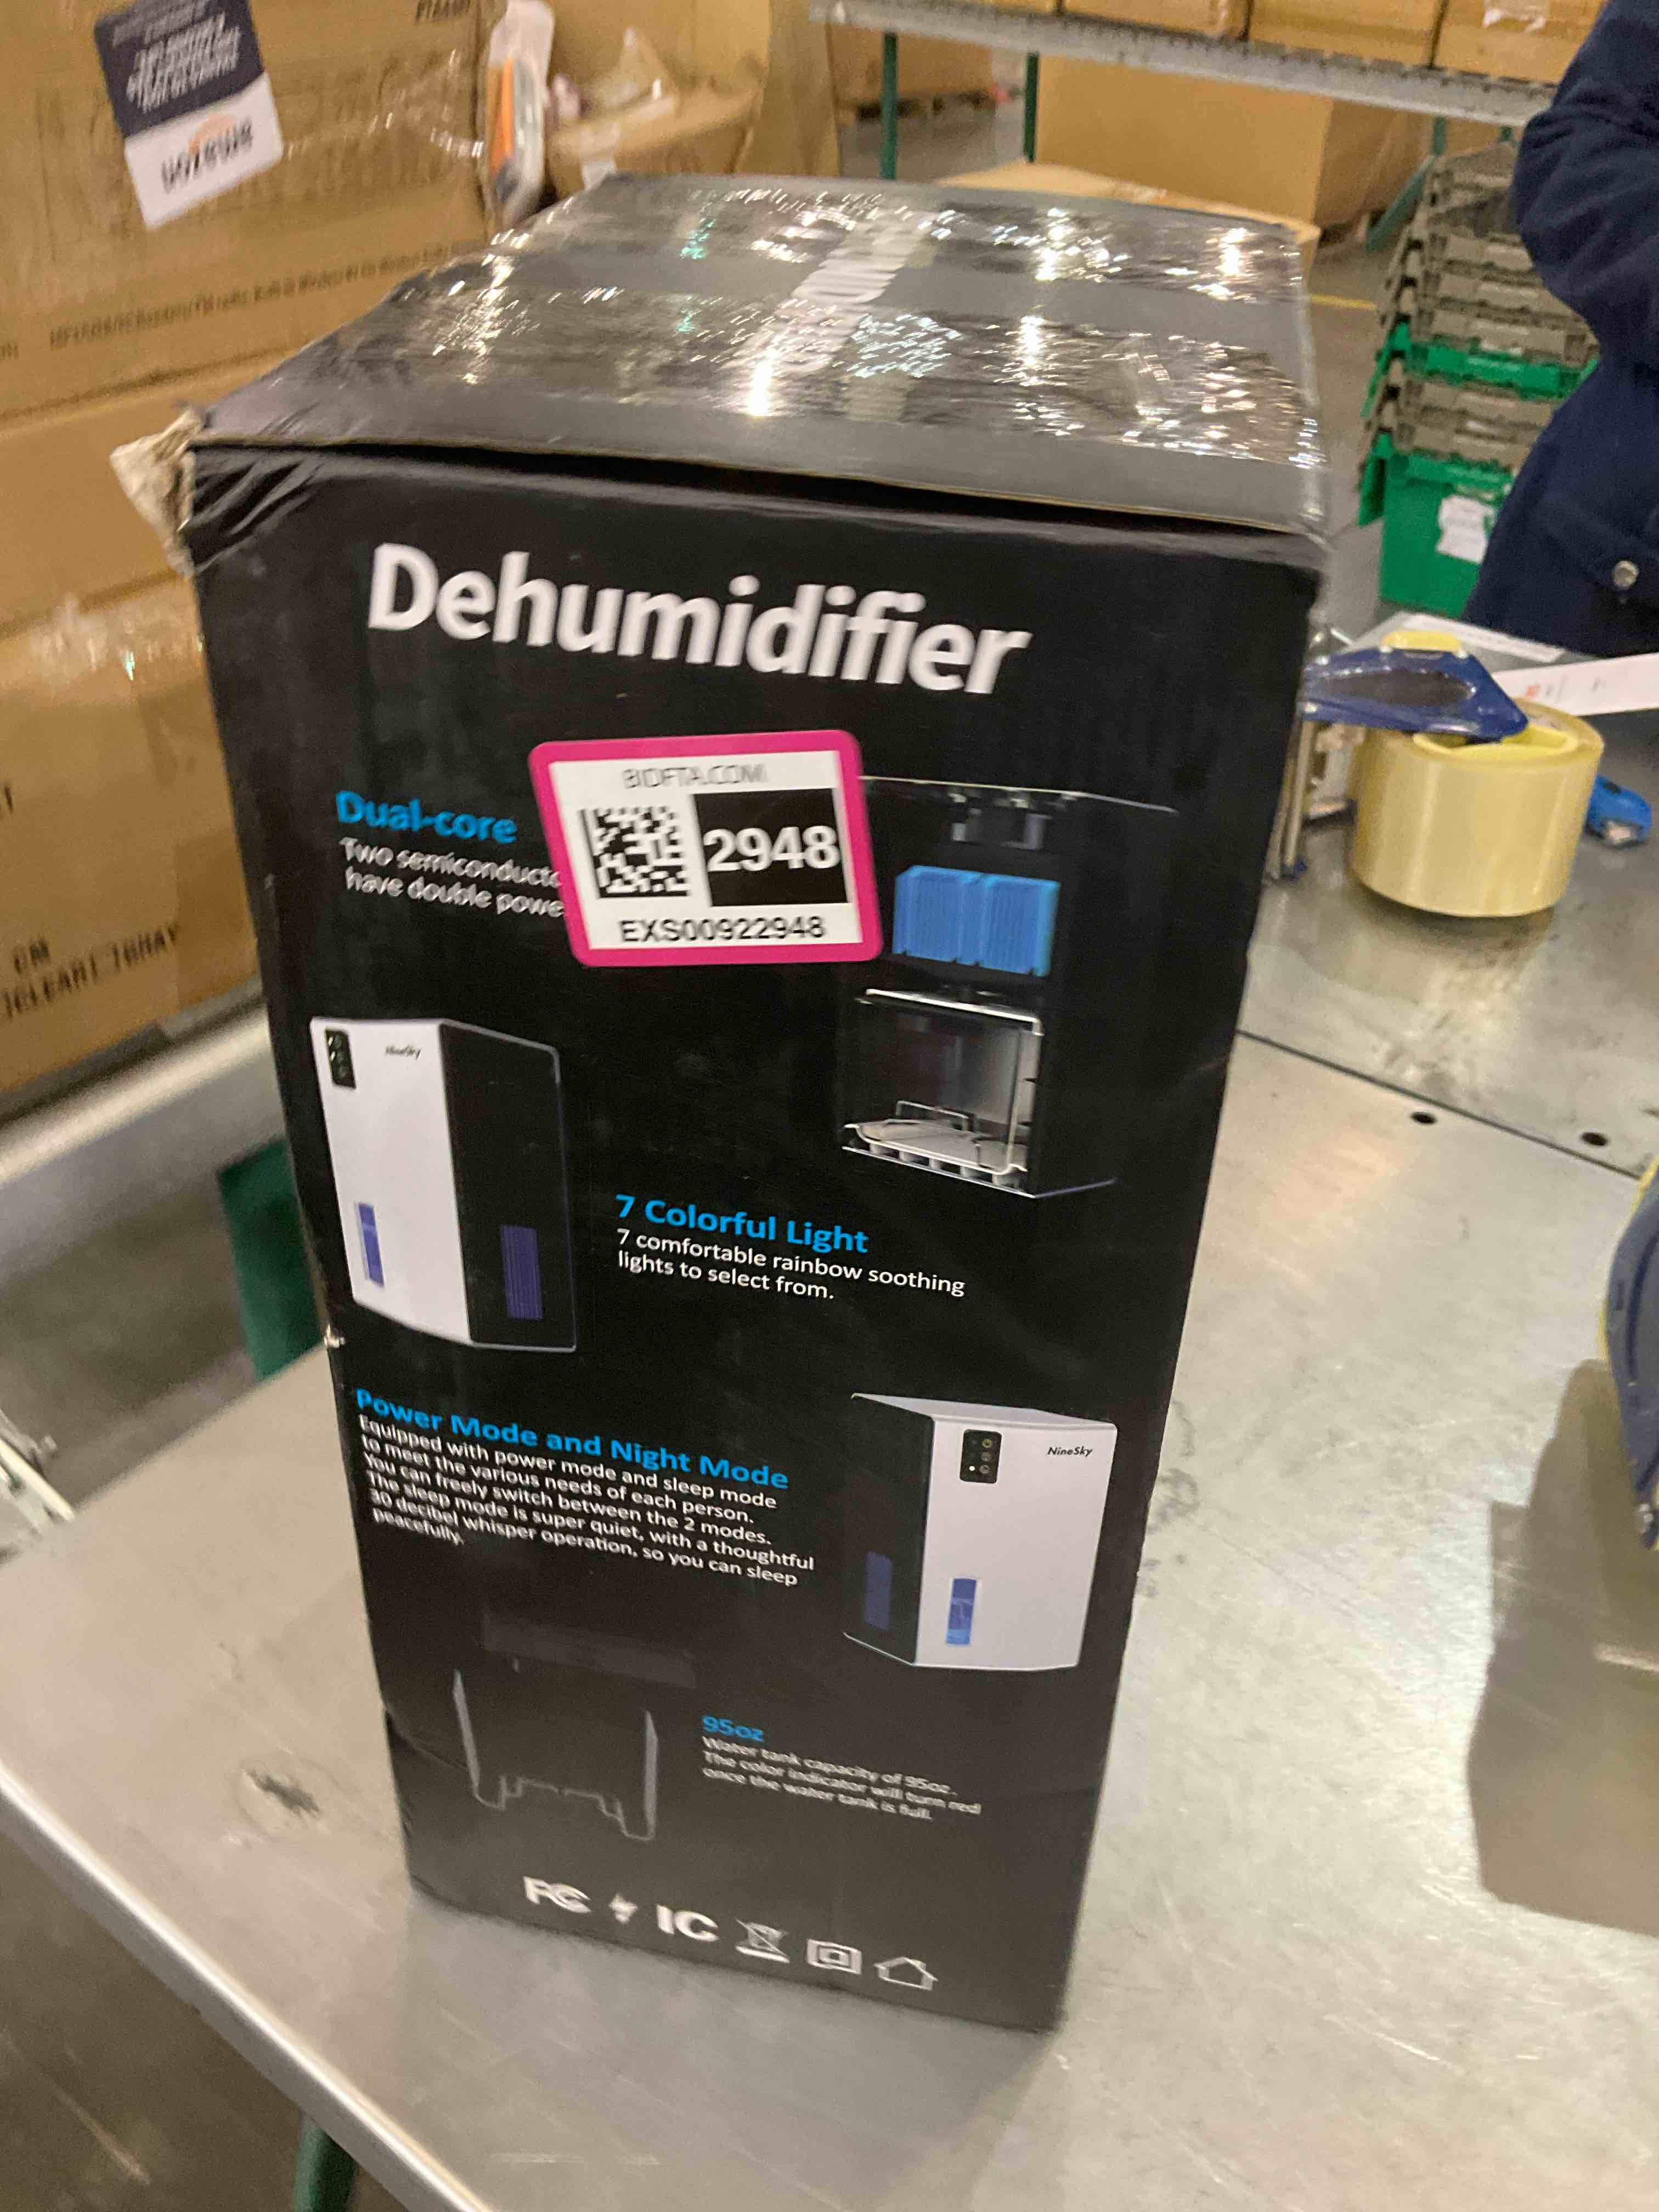 Dehumidifier
BIDFTA.COM
2948
EXS00922948
Dual-core
Two semiconducto
have double powe
NineSky
7 Colorful Light
7 comfortable rainbow soothing
lights to select from.
Power Mode and Night Mode
Equipped with power mode and sleep mode
to meet the various needs of each person.
You can freely switch between the 2 modes.
The sleep mode is super quiet, with a thoughtful
30 decibel whisper operation, so you can sleep
peacefully.
NineSky
95oz
Water tank capacity of 95oz.
The color indicator will turn red
once the water tank is full.
FC IC